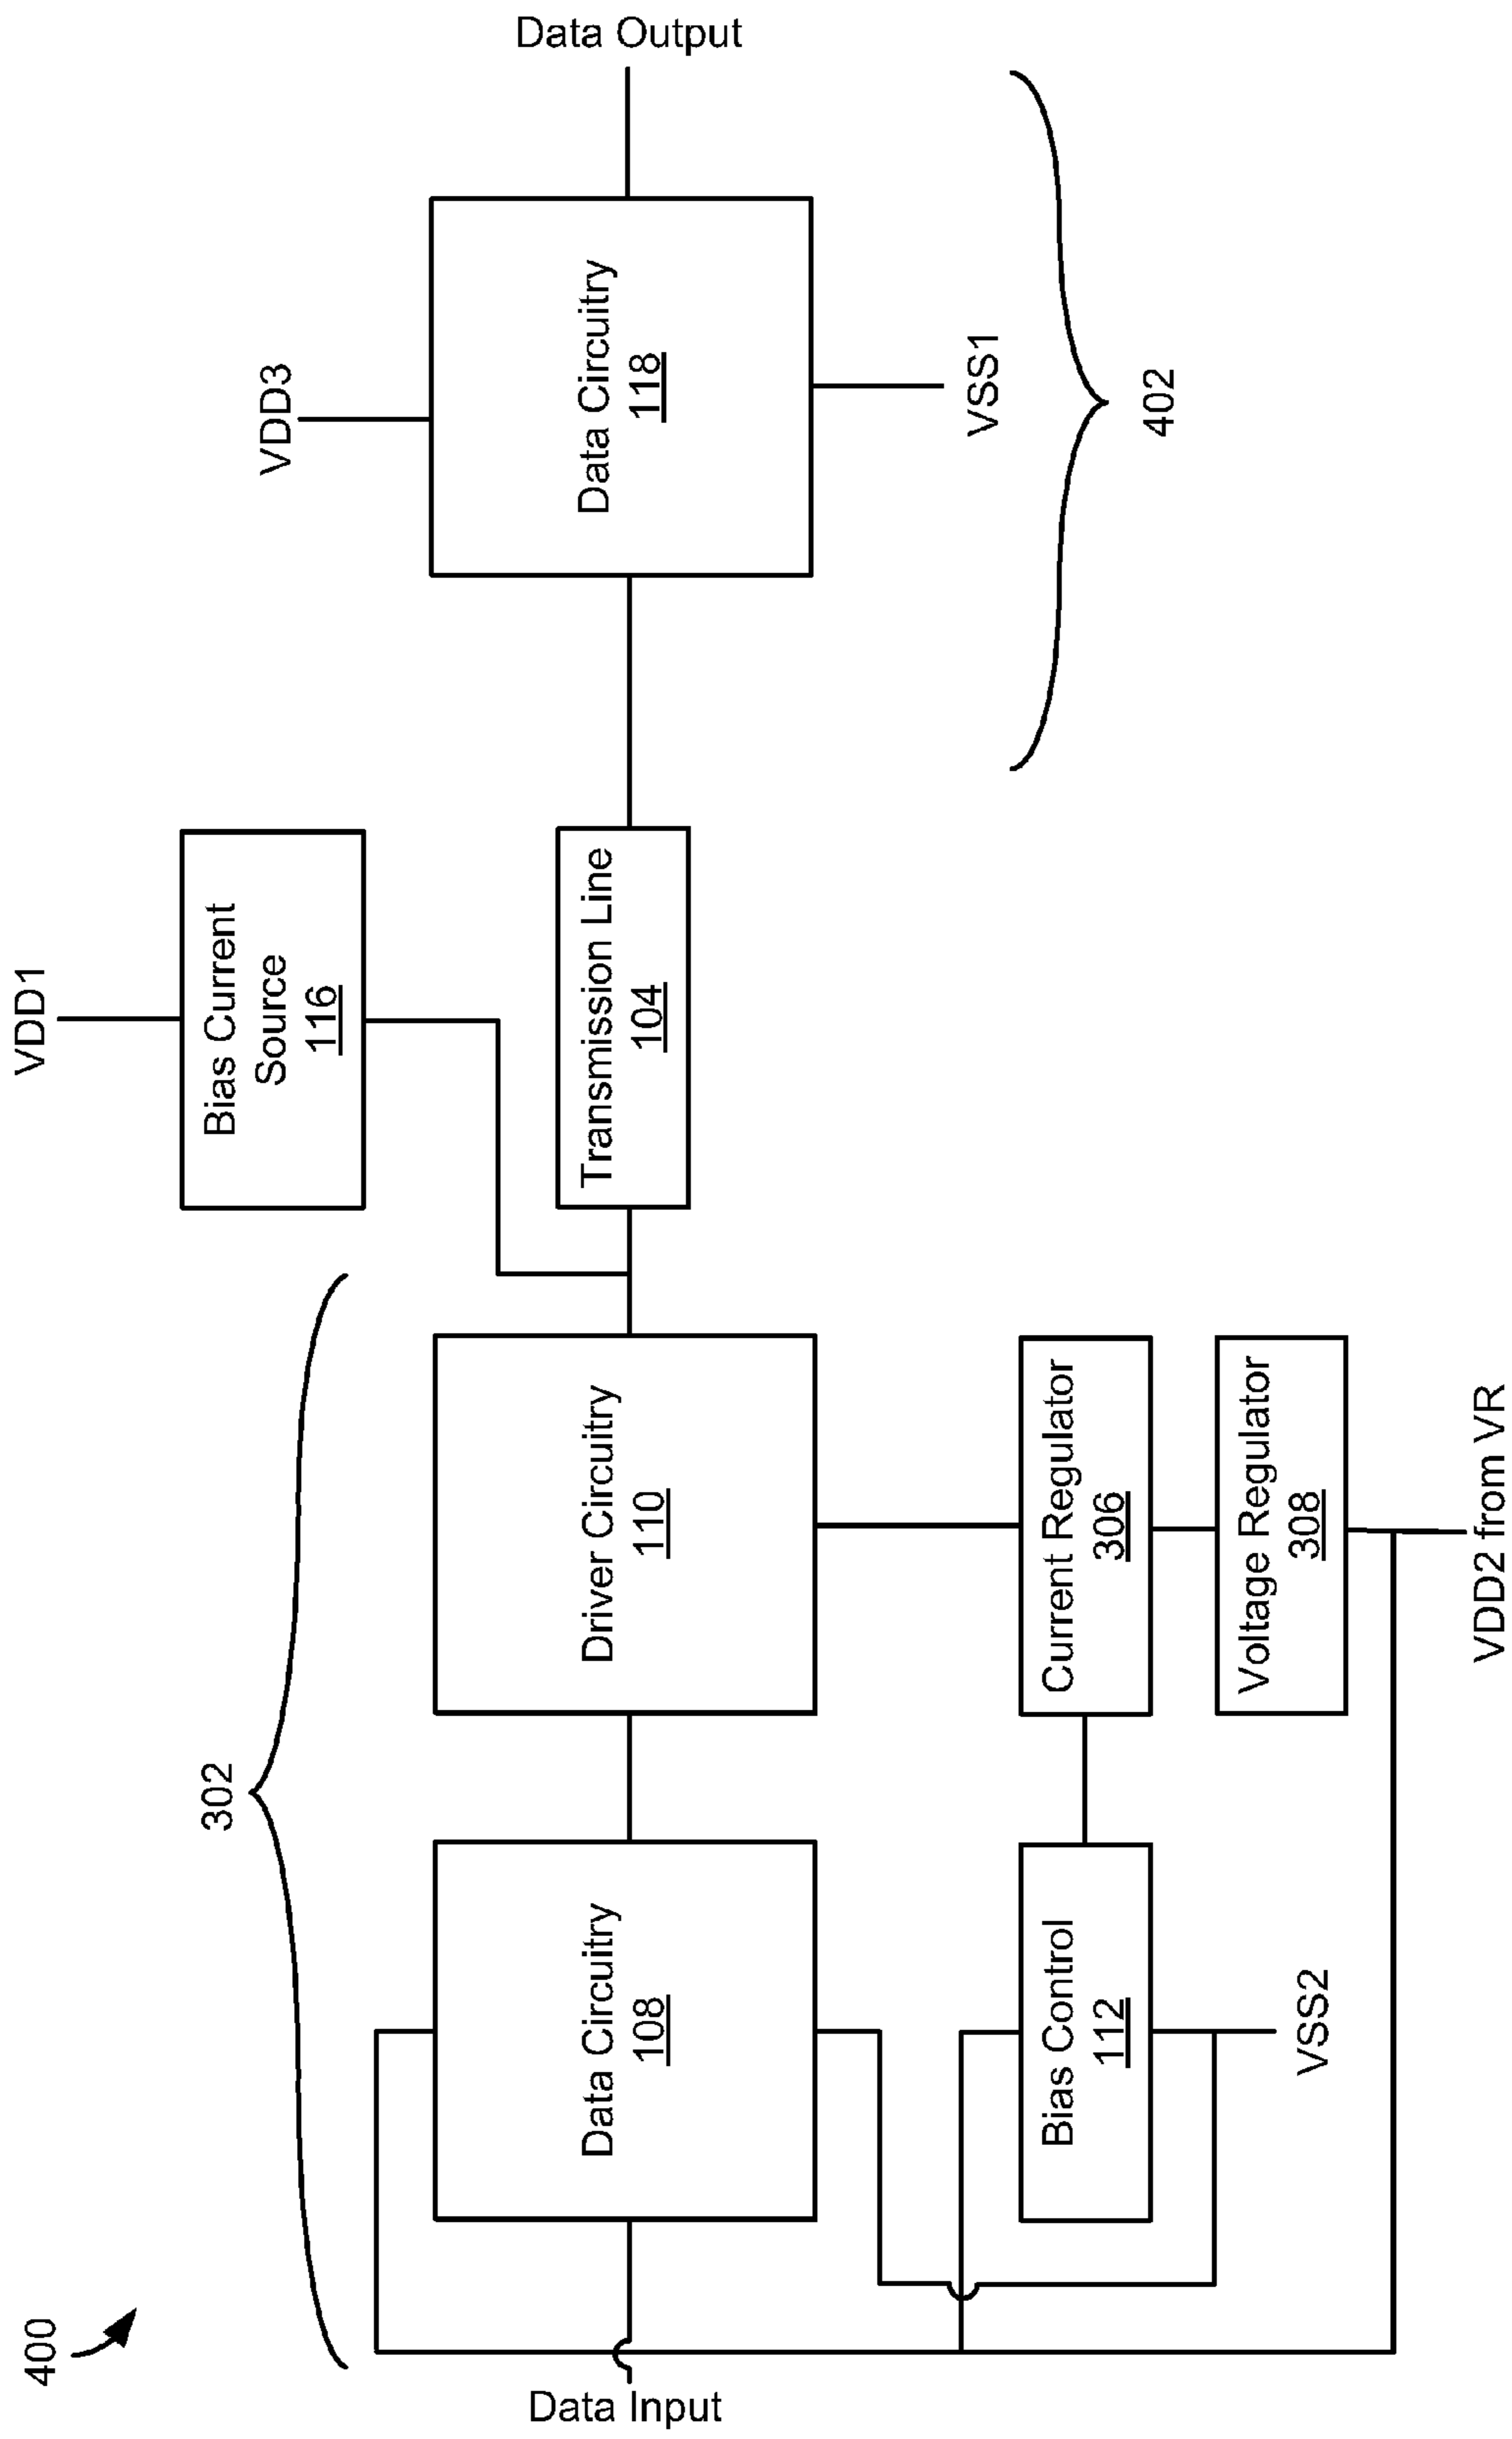 400
302
VDD1
Bias Current
Source
116
VDD3
Data Input
Data Circuitry
108
Driver Circuitry
110
Transmission Line
104
Data Circuitry
118
Data Output
Bias Control
112
Current Regulator
306
VSS1
VSS2
Voltage Regulator
308
402
VDD2 from VR